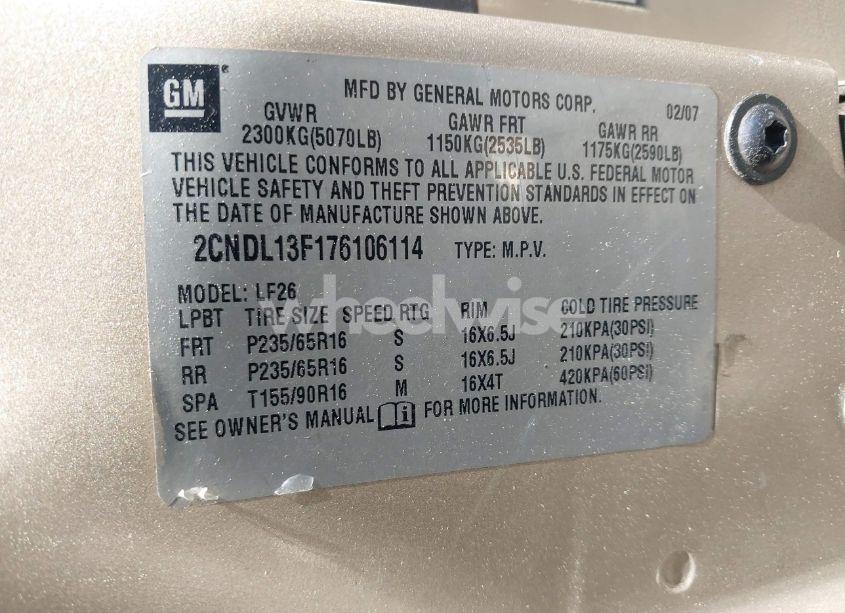 GM
MFD BY GENERAL MOTORS CORP. 02/07
GVWR GAWR FRT GAWR RR
2300KG(5070LB) 1150KG(2535LB) 1175KG(2590LB)
THIS VEHICLE CONFORMS TO ALL APPLICABLE U.S. FEDERAL MOTOR
VEHICLE SAFETY AND THEFT PREVENTION STANDARDS IN EFFECT ON
THE DATE OF MANUFACTURE SHOWN ABOVE.
2CNDL13F176106114 TYPE: M.P.V.
MODEL: LF26
wheelwise
LPBT TIRE SIZE SPEED RTG RIM COLD TIRE PRESSURE
FRT P235/65R16 S 16X6.5J 210KPA(30PSI)
RR P235/65R16 S 16X6.5J 210KPA(30PSI)
SPA T155/90R16 M 16X4T 420KPA(60PSI)
SEE OWNER'S MANUAL FOR MORE INFORMATION.